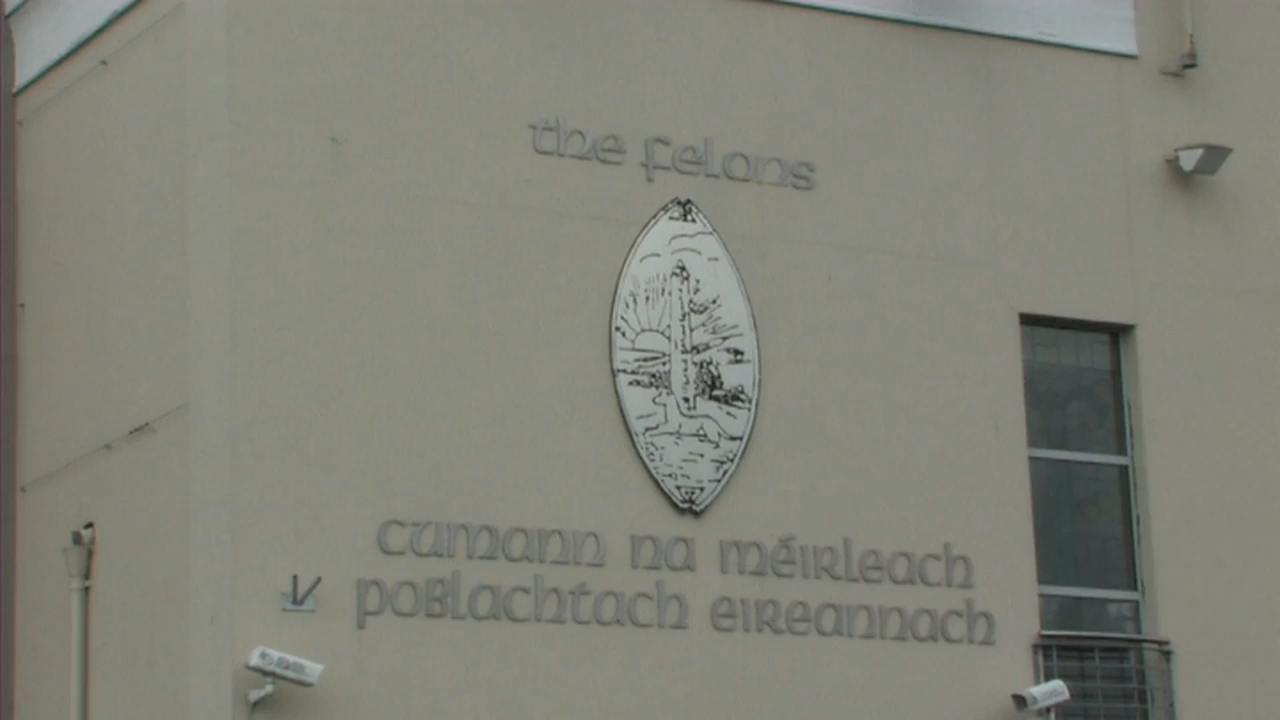 the felons
cumann na méirleach
poblachtach eireannach